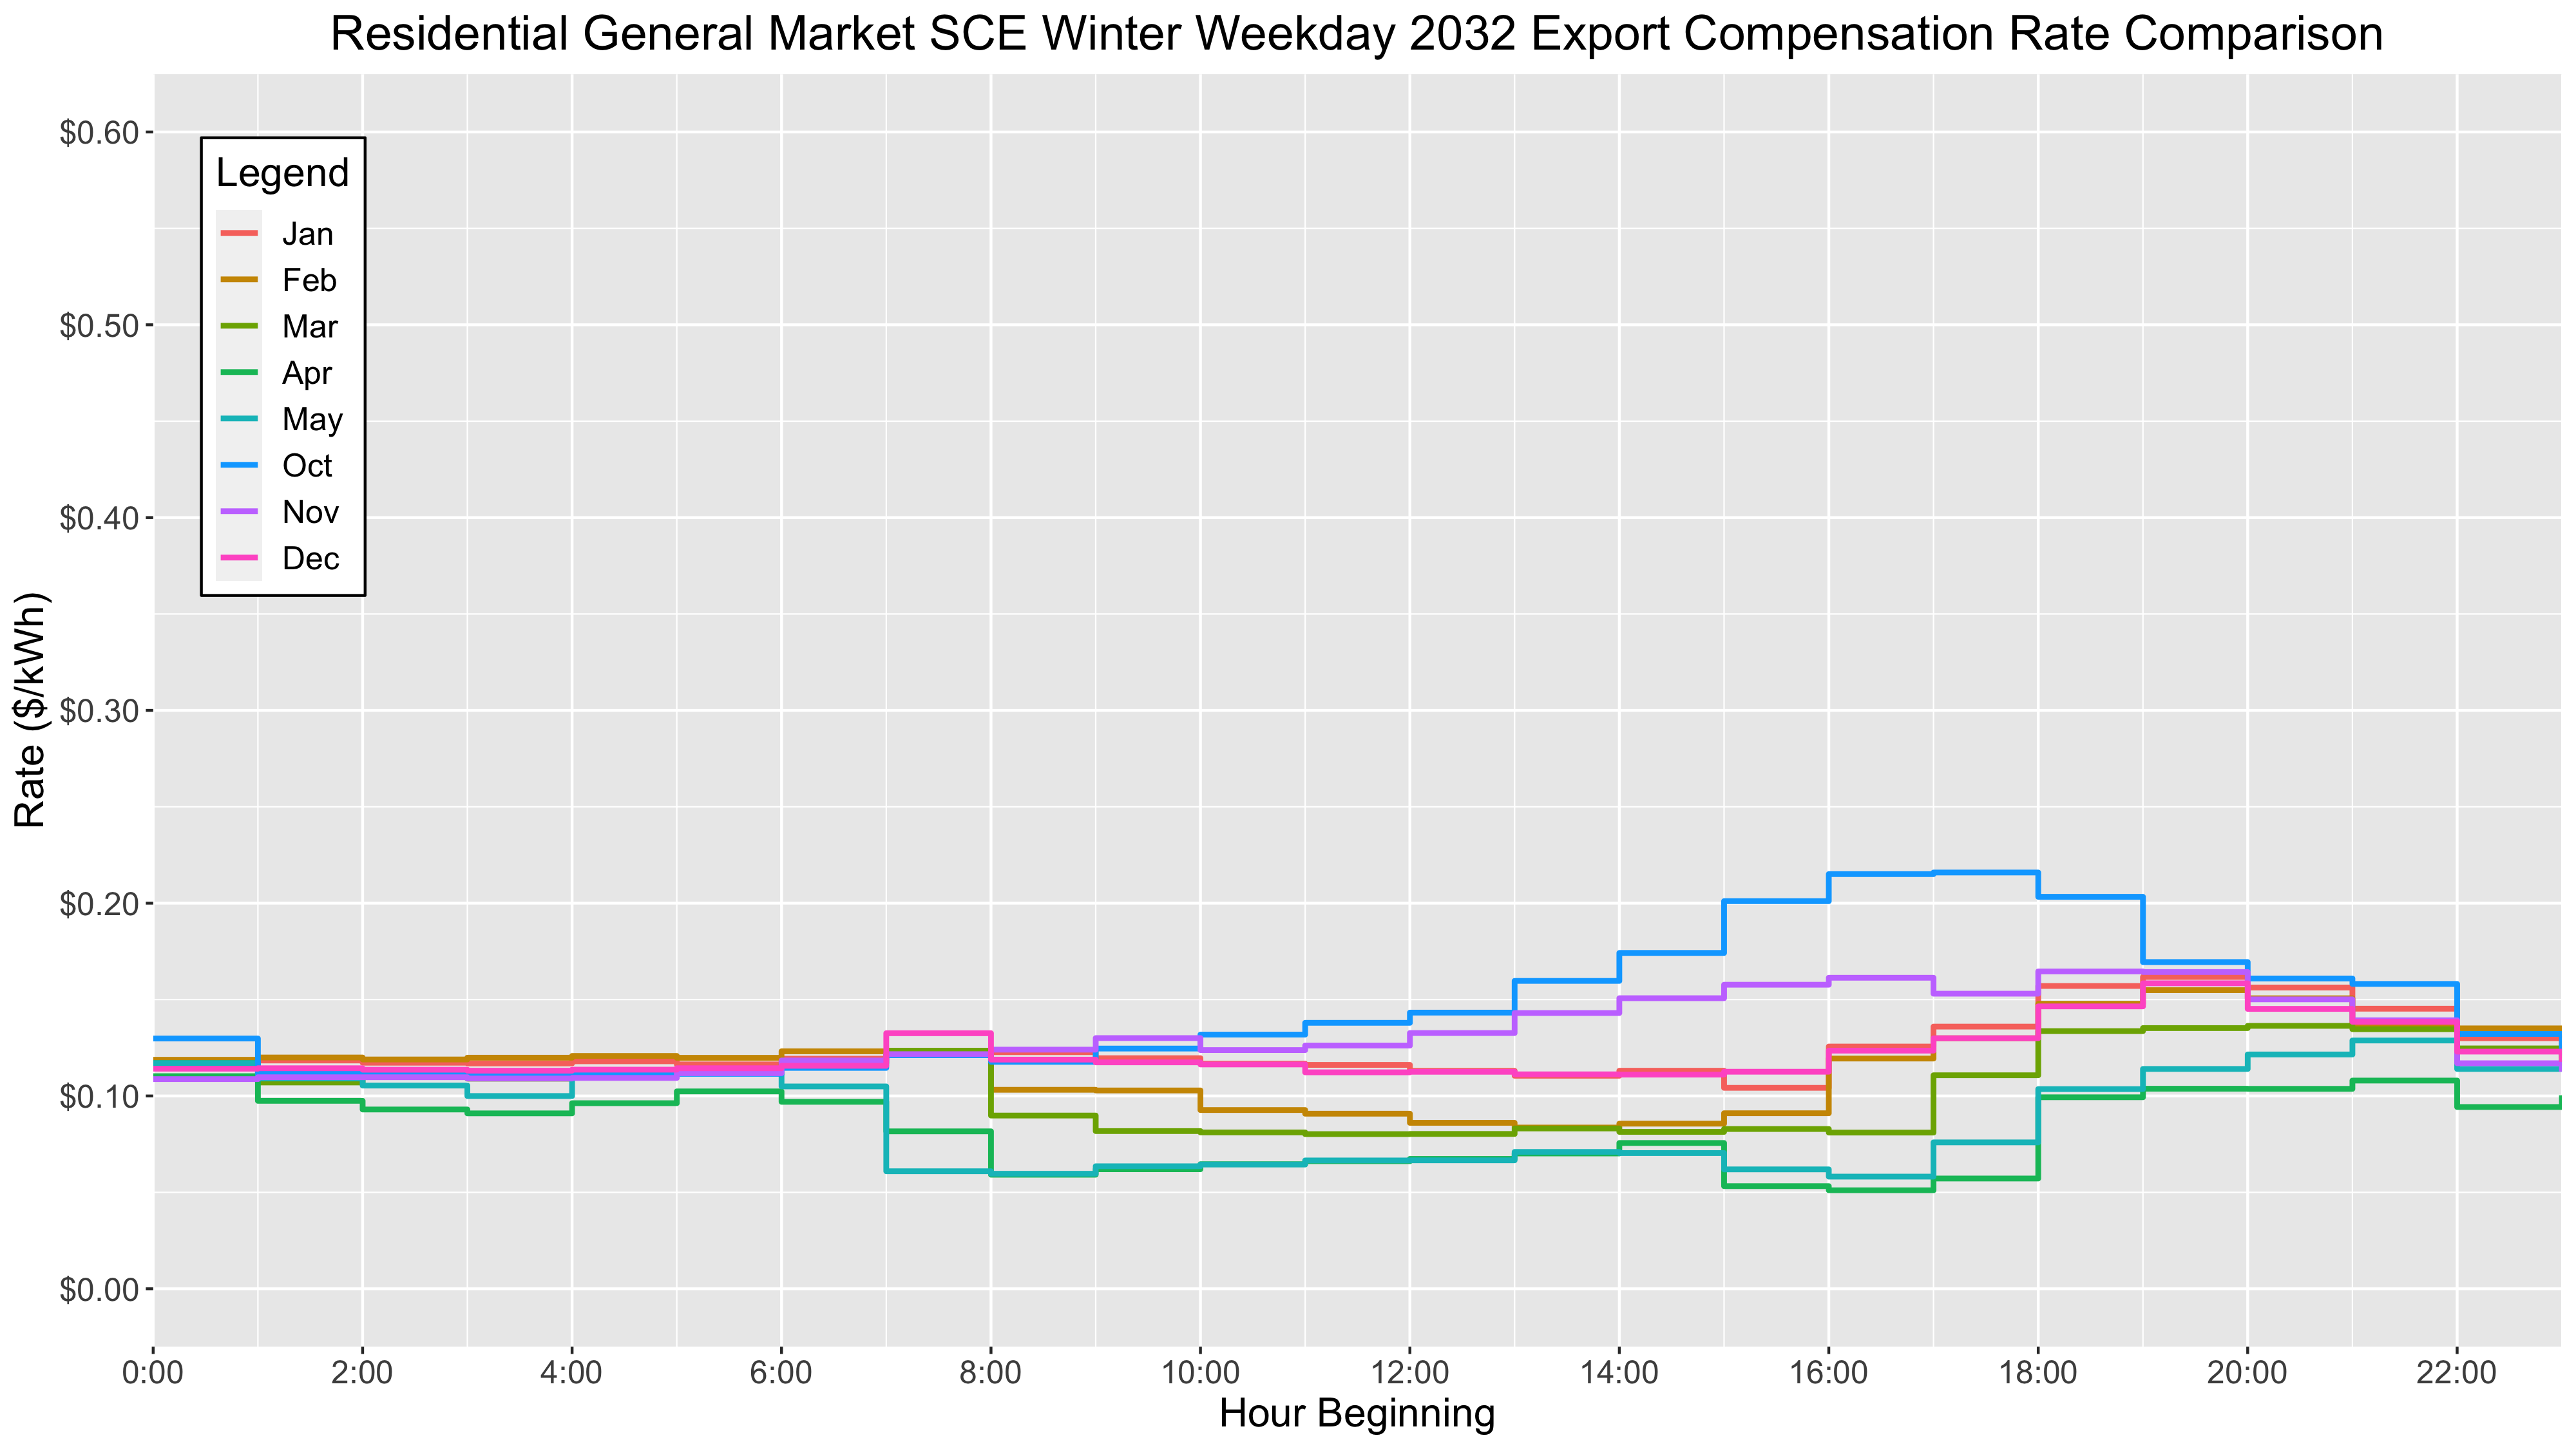 Residential General Market SCE Winter Weekday 2032 Export Compensation Rate Comparison
Legend
Jan
Feb
Mar
Apr
May
Oct
Nov
Dec
Rate ($/kWh)
$0.60
$0.50
$0.40
$0.30
$0.20
$0.10
$0.00
0:00 2:00 4:00 6:00 8:00 10:00 12:00 14:00 16:00 18:00 20:00 22:00
Hour Beginning